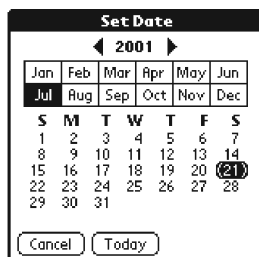 Set Date
2001
Jan Feb Mar Apr May Jun
Jul Aug Sep Oct Nov Dec
S M T W T F S
1 2 3 4 5 6 7
8 9 10 11 12 13 14
15 16 17 18 19 20 21
22 23 24 25 26 27 28
29 30 31
Cancel Today